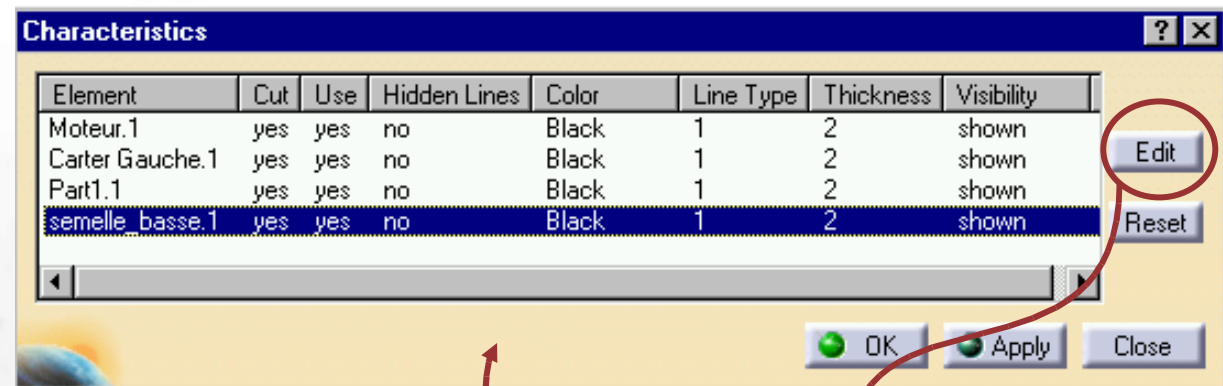 Characteristics
Element Cut Use Hidden Lines Color Line Type Thickness Visibility
Moteur.1 yes yes no Black 1 2 shown
Carter Gauche.1 yes yes no Black 1 2 shown
Part1.1 yes yes no Black 1 2 shown
semelle_basse.1 yes yes no Black 1 2 shown
Edit
Reset
OK Apply Close